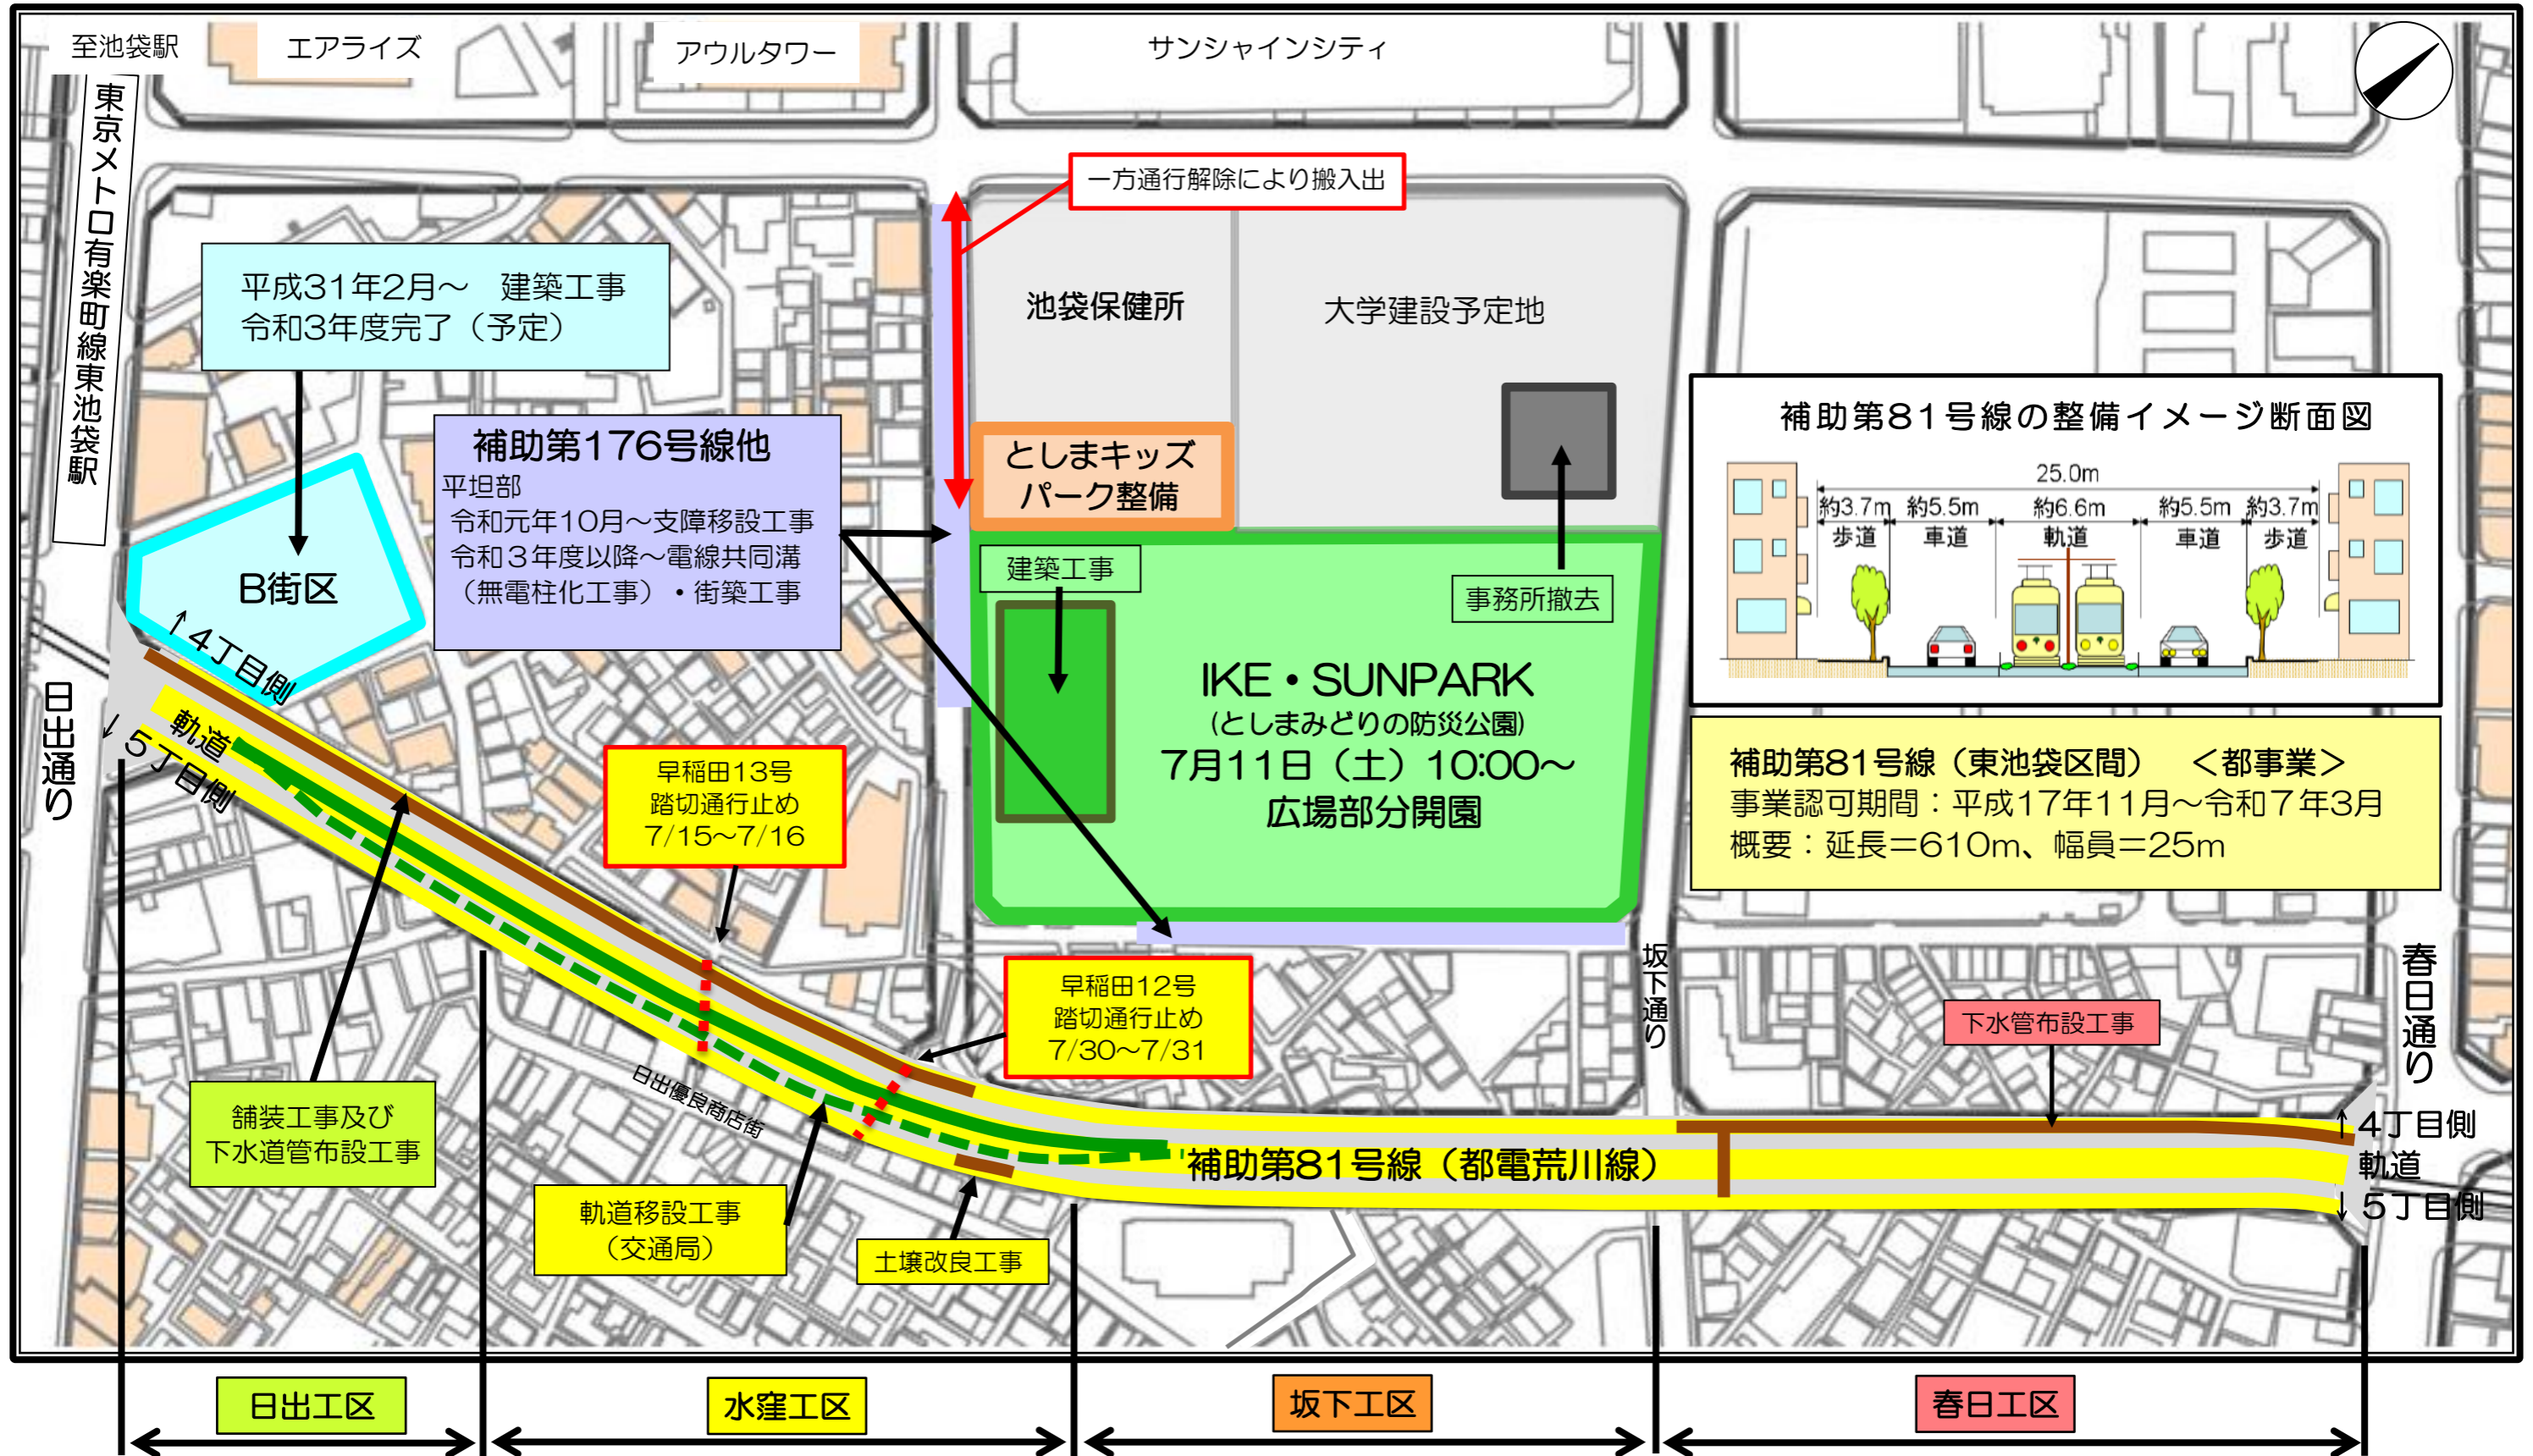 至池袋駅
エアライズ
アウルタワー
サンシャインシティ
東京メトロ有楽町線東池袋駅
一方通行解除により搬入出
平成31年2月～　建築工事
令和3年度完了（予定）
池袋保健所
大学建設予定地
補助第176号線他
平坦部
令和元年10月～支障移設工事
令和３年度以降～電線共同溝
（無電柱化工事）・街築工事
としまキッズ
パーク整備
補助第81号線の整備イメージ断面図
25.0m
約3.7m
約5.5m
約6.6m
約5.5m
約3.7m
歩道
車道
軌道
車道
歩道
建築工事
事務所撤去
B街区
↑4丁目側
軌道
↓5丁目側
日出通り
IKE・SUNPARK
(としまみどりの防災公園)
7月11日（土）10:00～
広場部分開園
補助第81号線（東池袋区間）　＜都事業＞
事業認可期間：平成17年11月～令和７年3月
概要：延長＝610m、幅員＝25m
早稲田13号
踏切通行止め
7/15～7/16
早稲田12号
踏切通行止め
7/30～7/31
坂下通り
春日通り
下水管布設工事
日出優良商店街
舗装工事及び
下水道管布設工事
軌道移設工事
（交通局）
土壌改良工事
補助第81号線（都電荒川線）
↑4丁目側
軌道
↓5丁目側
日出工区
水窪工区
坂下工区
春日工区